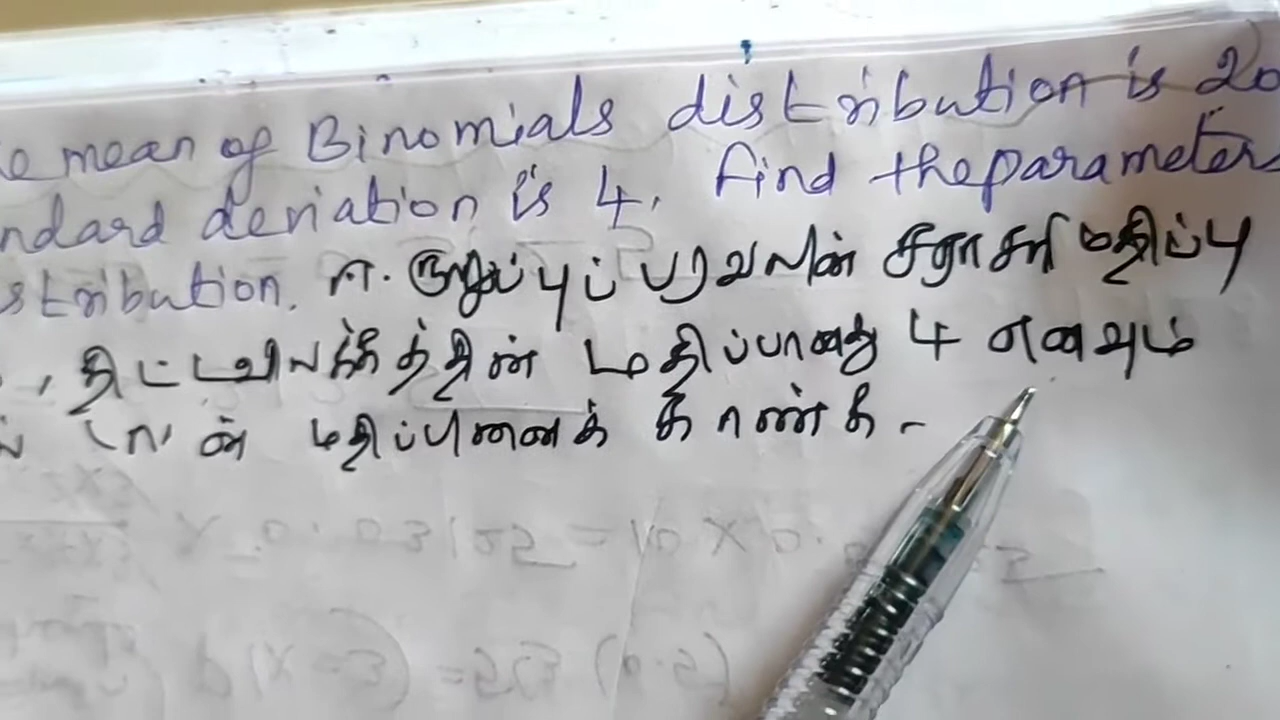 e mean of Binomials distribution is 20
ndard deviation is 4. find the parameters
stribution. ஈ. ருறுப்புப் பரவலின் சராசரி மதிப்பு
, திட்டவிலக்கத்தின் மதிப்பானது 4 எனவும்
ன் மதிப்பினைக் காண்க.